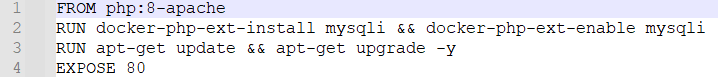 1 FROM php:8-apache
2 RUN docker-php-ext-install mysqli && docker-php-ext-enable mysqli
3 RUN apt-get update && apt-get upgrade -y
4 EXPOSE 80